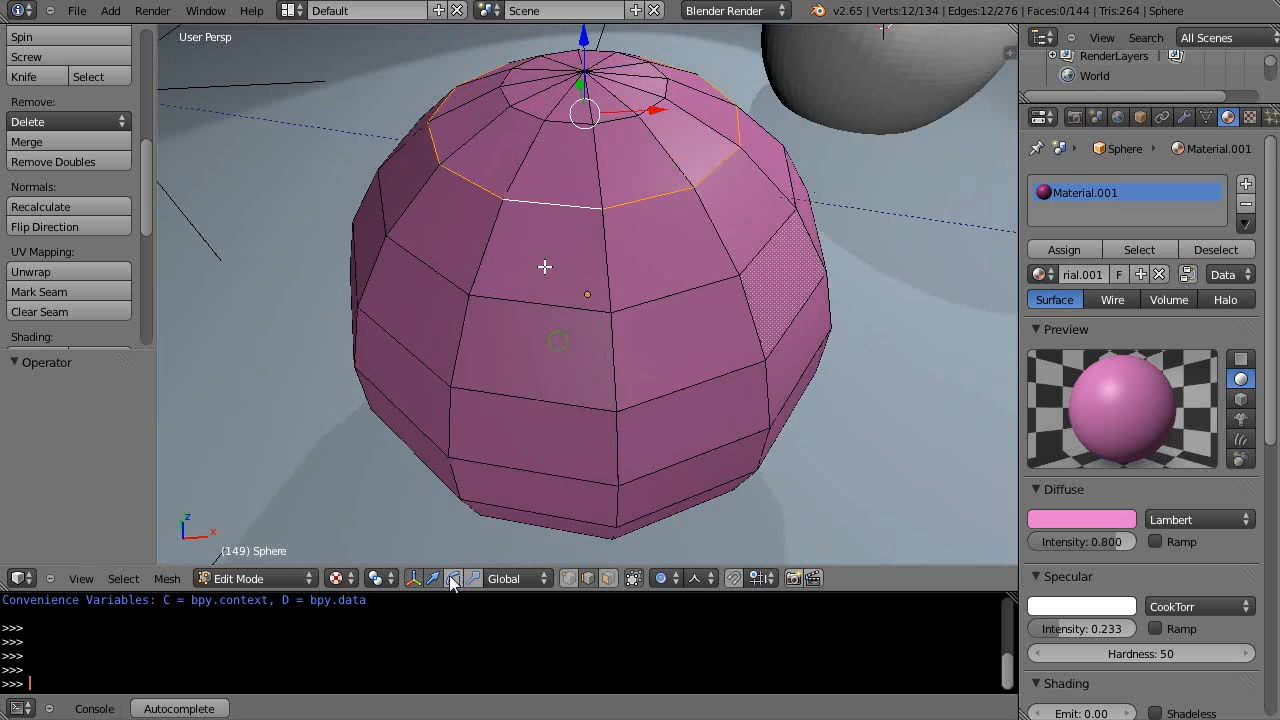 File Add Render Window Help Default Scene Blender Render v2.65 | Verts:12/134 | Edges:12/276 | Faces:0/144 | Tris:264 | Sphere
Spin
Screw
Knife Select
Remove:
Delete
Merge
Remove Doubles
Normals:
Recalculate
Flip Direction
UV Mapping:
Unwrap
Mark Seam
Clear Seam
Shading:
Operator
User Persp
z
x
(149) Sphere
View Select Mesh Edit Mode Global
Convenience Variables: C = bpy.context, D = bpy.data
>>>
>>>
>>>
>>>
>>>
Console Autocomplete
View Search All Scenes
RenderLayers
World
Sphere Material.001
Material.001
Assign Select Deselect
rial.001 F Data
Surface Wire Volume Halo
Preview
Diffuse
Lambert
Intensity: 0.800 Ramp
Specular
CookTorr
Intensity: 0.233 Ramp
Hardness: 50
Shading
Emit: 0.00 Shadeless